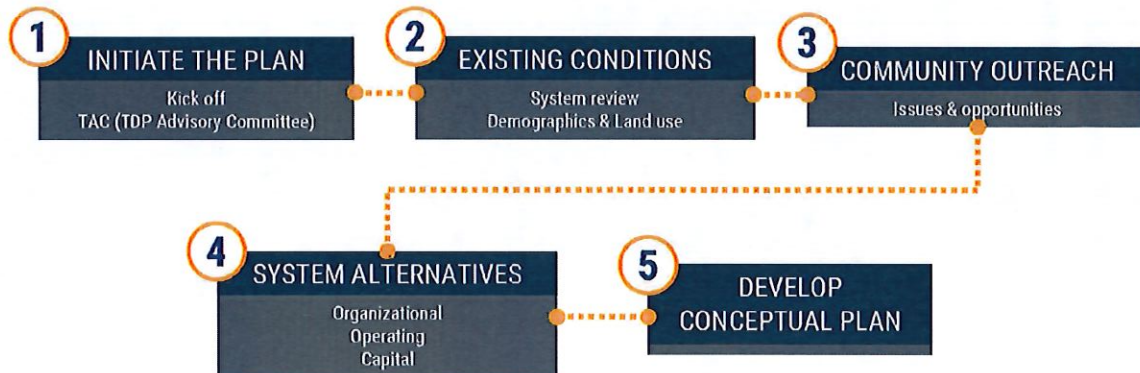 1
INITIATE THE PLAN
Kick off
TAC (TDP Advisory Committee)
2
EXISTING CONDITIONS
System review
Demographics & Land use
3
COMMUNITY OUTREACH
Issues & opportunities
4
SYSTEM ALTERNATIVES
Organizational
Operating
Capital
5
DEVELOP
CONCEPTUAL PLAN